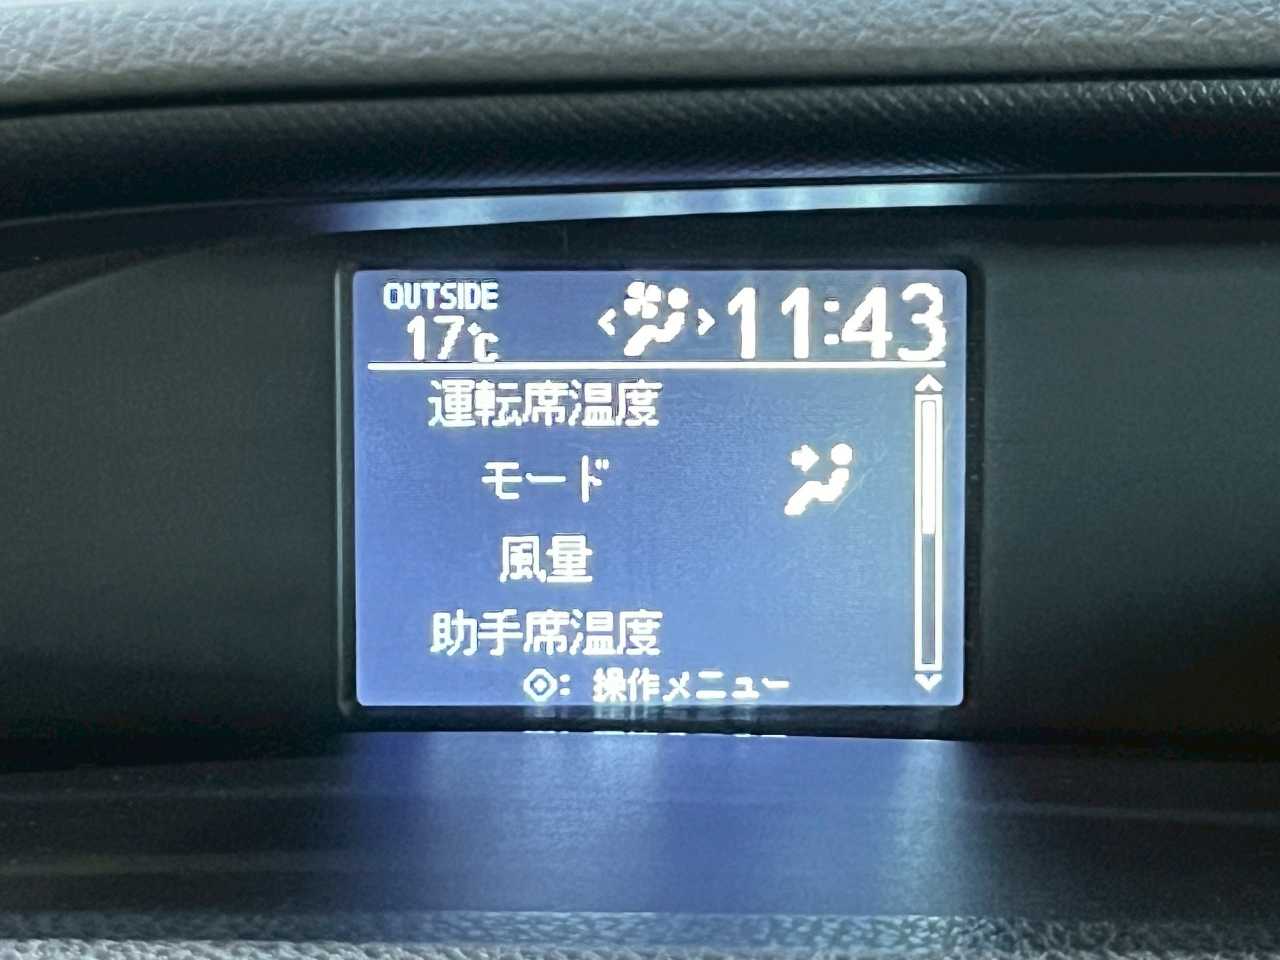 OUTSIDE
17℃
11:43
運転席温度
モード
風量
助手席温度
: 操作メニュー